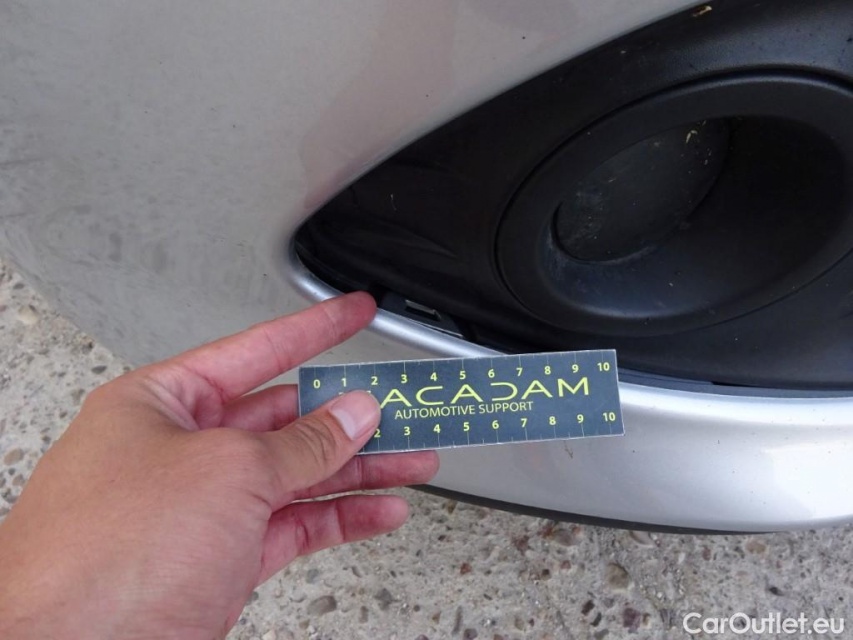 0 1 2 3 4 5 6 7 8 9 10
ACADAM
AUTOMOTIVE SUPPORT
2 3 4 5 6 7 8 9 10
CarOutlet.eu